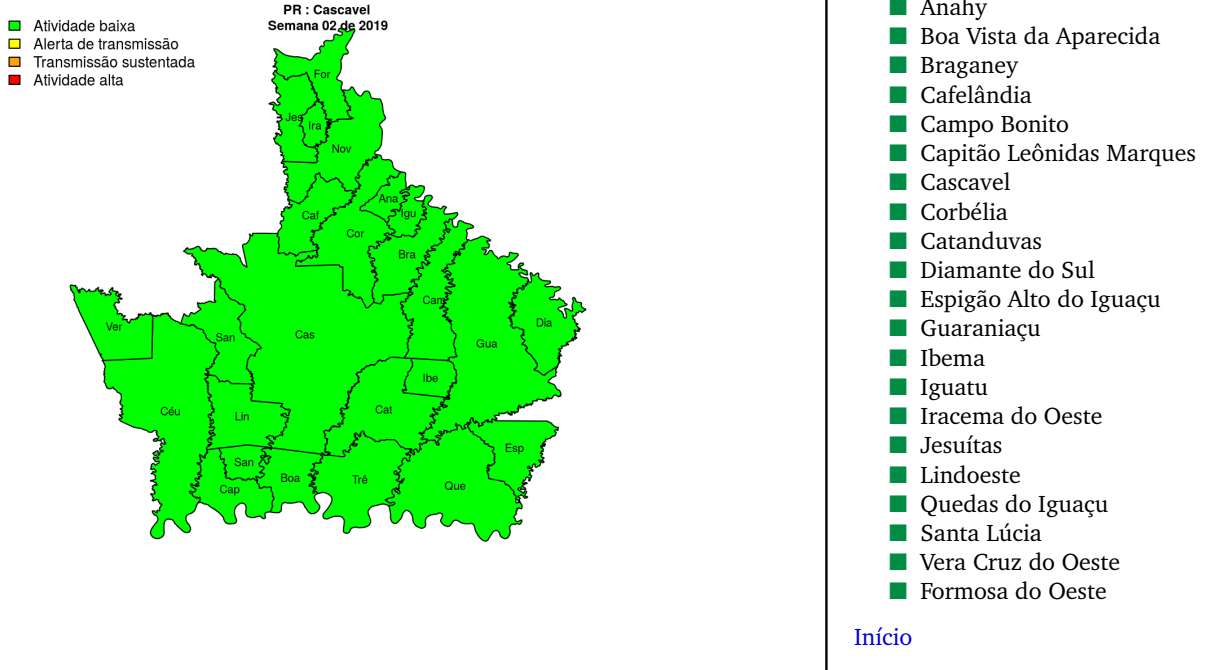 PR : Cascavel
Semana 02 de 2019
Atividade baixa
Alerta de transmissão
Transmissão sustentada
Atividade alta
For
Jes
Ira
Nov
Ana
Igu
Caf
Cor
Bra
Cam
Ver
San
Cas
Dia
Gua
Ibe
Céu
Lin
Cat
San
Esp
Cap
Boa
Trê
Que
Anahy
Boa Vista da Aparecida
Braganey
Cafelândia
Campo Bonito
Capitão Leônidas Marques
Cascavel
Corbélia
Catanduvas
Diamante do Sul
Espigão Alto do Iguaçu
Guaraniaçu
Ibema
Iguatu
Iracema do Oeste
Jesuítas
Lindoeste
Quedas do Iguaçu
Santa Lúcia
Vera Cruz do Oeste
Formosa do Oeste
Início